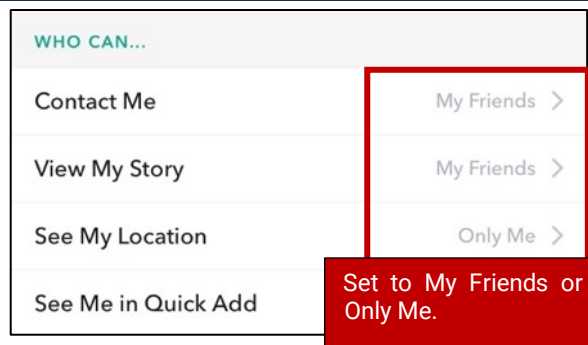 WHO CAN...
Contact Me My Friends >
View My Story My Friends >
See My Location Only Me >
See Me in Quick Add
Set to My Friends or
Only Me.